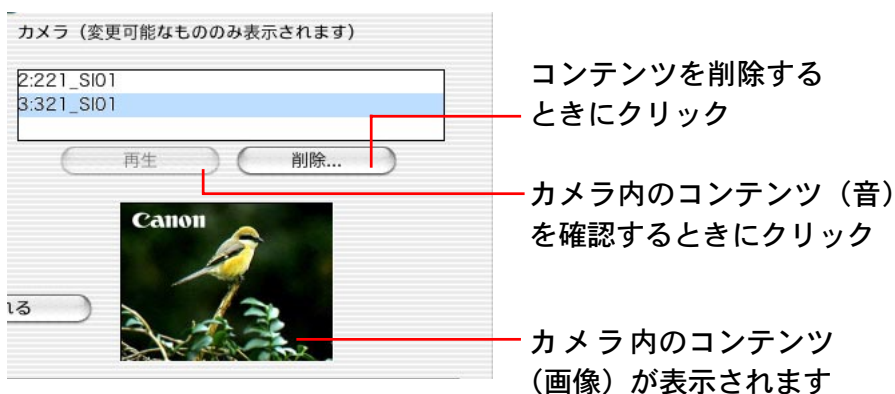 カメラ（変更可能なもののみ表示されます）
2:221_SI01
3:321_SI01
再生
削除...
Canon
れる
コンテンツを削除する
ときにクリック
カメラ内のコンテンツ（音）
を確認するときにクリック
カメラ内のコンテンツ
（画像）が表示されます